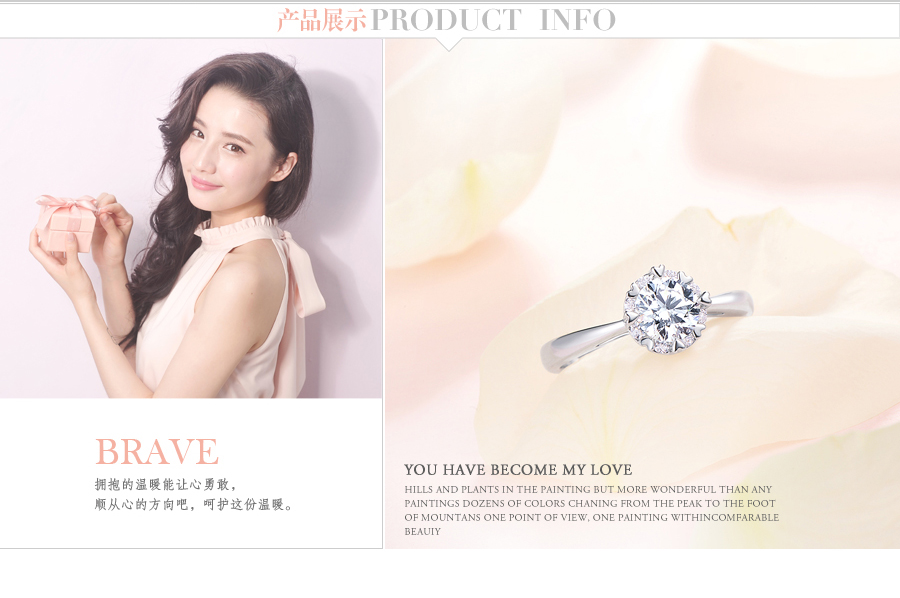 产品展示PRODUCT INFO
BRAVE
拥抱的温暖能让心勇敢，
顺从心的方向吧，呵护这份温暖。
YOU HAVE BECOME MY LOVE
HILLS AND PLANTS IN THE PAINTING BUT MORE WONDERFUL THAN ANY
PAINTINGS DOZENS OF COLORS CHANING FROM THE PEAK TO THE FOOT
OF MOUNTANS ONE POINT OF VIEW, ONE PAINTING WITHINCOMFARABLE
BEAUIY